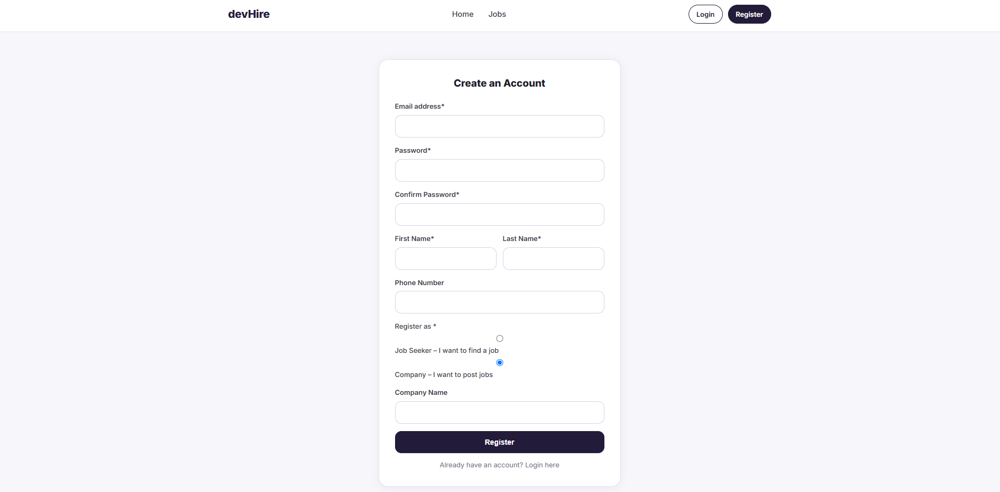 devHire
Home Jobs
Login Register
Create an Account
Email address*
Password*
Confirm Password*
First Name* Last Name*
Phone Number
Register as *
Job Seeker – I want to find a job
Company – I want to post jobs
Company Name
Register
Already have an account? Login here